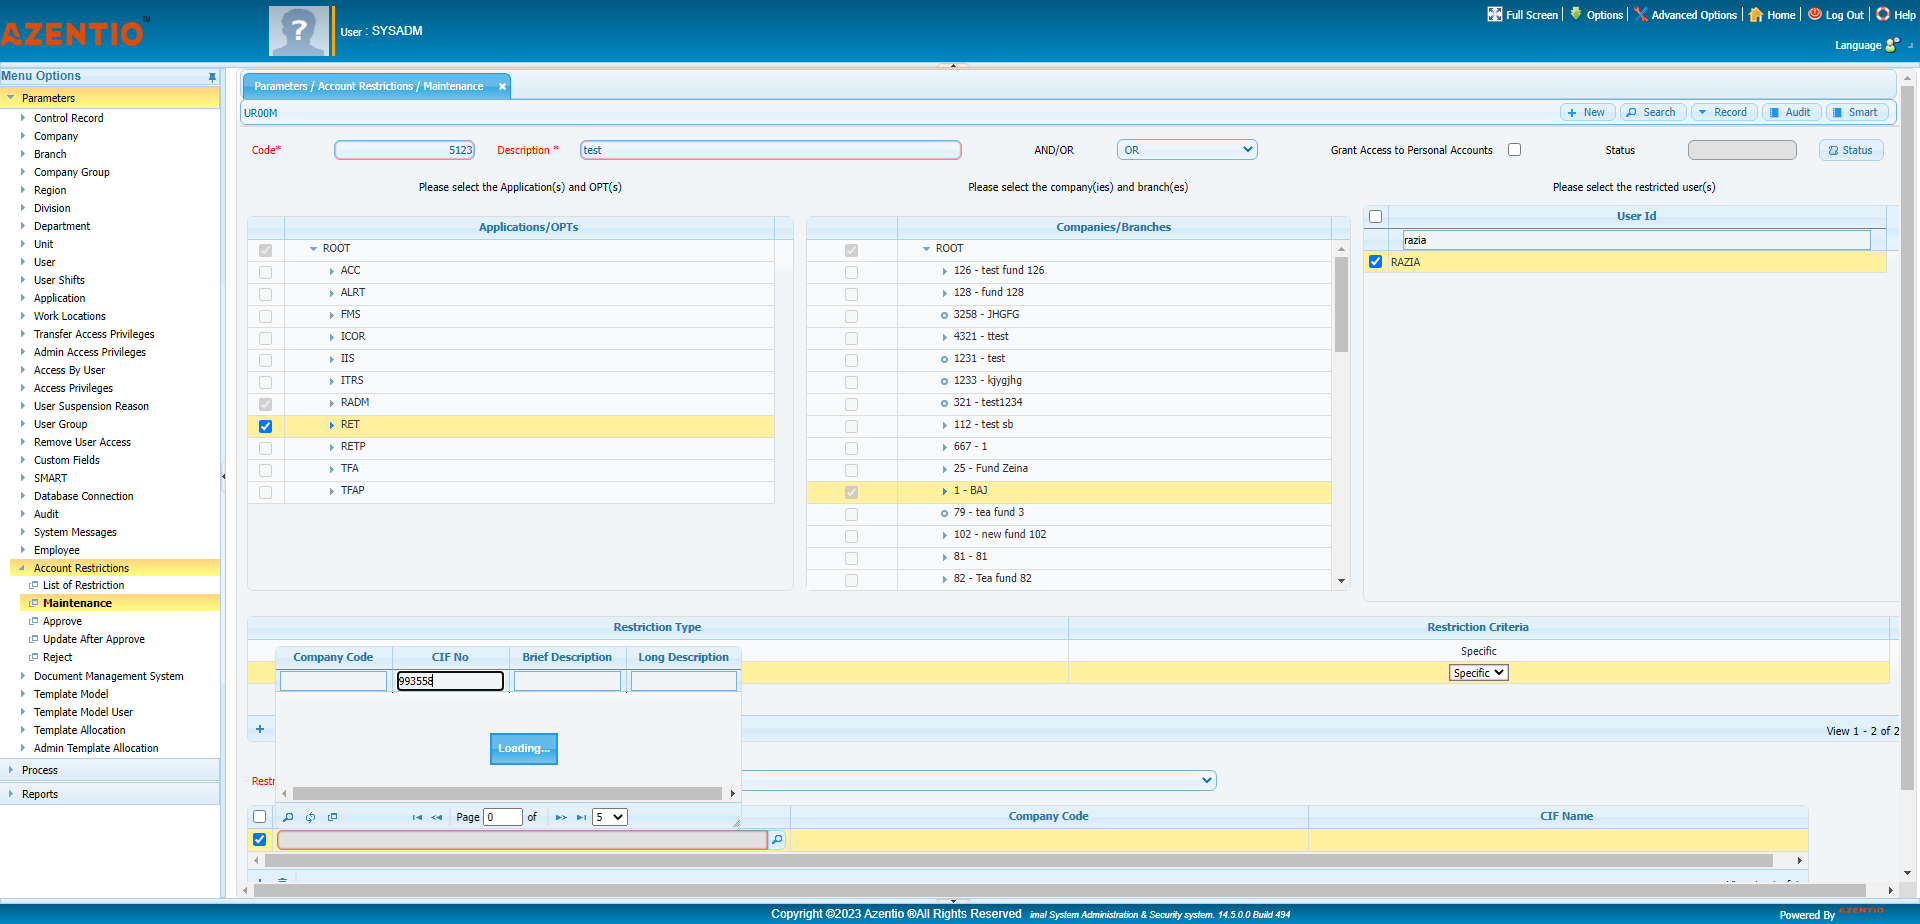 AZENTIO™
User : SYSADM
Full Screen
Options
Advanced Options
Home
Log Out
Help
Language
Menu Options
Parameters
Control Record
Company
Branch
Company Group
Region
Division
Department
Unit
User
User Shifts
Application
Work Locations
Transfer Access Privileges
Admin Access Privileges
Access By User
Access Privileges
User Suspension Reason
User Group
Remove User Access
Custom Fields
SMART
Database Connection
Audit
System Messages
Employee
Account Restrictions
List of Restriction
Maintenance
Approve
Update After Approve
Reject
Document Management System
Template Model
Template Model User
Template Allocation
Admin Template Allocation
Process
Reports
Parameters / Account Restrictions / Maintenance
UR00M
New
Search
Record
Audit
Smart
Code*
5123
Description *
test
AND/OR
OR
Grant Access to Personal Accounts
Status
Status
Please select the Application(s) and OPT(s)
Please select the company(ies) and branch(es)
Please select the restricted user(s)
Applications/OPTs
ROOT
ACC
ALRT
FMS
ICOR
IIS
ITRS
RADM
RET
RETP
TFA
TFAP
Companies/Branches
ROOT
126 - test fund 126
128 - fund 128
3258 - JHGFG
4321 - ttest
1231 - test
1233 - kjygjhg
321 - test1234
112 - test sb
667 - 1
25 - Fund Zeina
1 - BAJ
79 - tea fund 3
102 - new fund 102
81 - 81
82 - Tea fund 82
User Id
razia
RAZIA
Restriction Type
Restriction Criteria
Specific
Specific
View 1 - 2 of 2
Company Code
CIF No
Brief Description
Long Description
993558
Loading...
Page 0 of
5
Restr
Company Code
CIF Name
Copyright ©2023 Azentio ®All Rights Reserved imal System Administration & Security system. 14.5.0.0 Build 494
Powered By AZENTIO